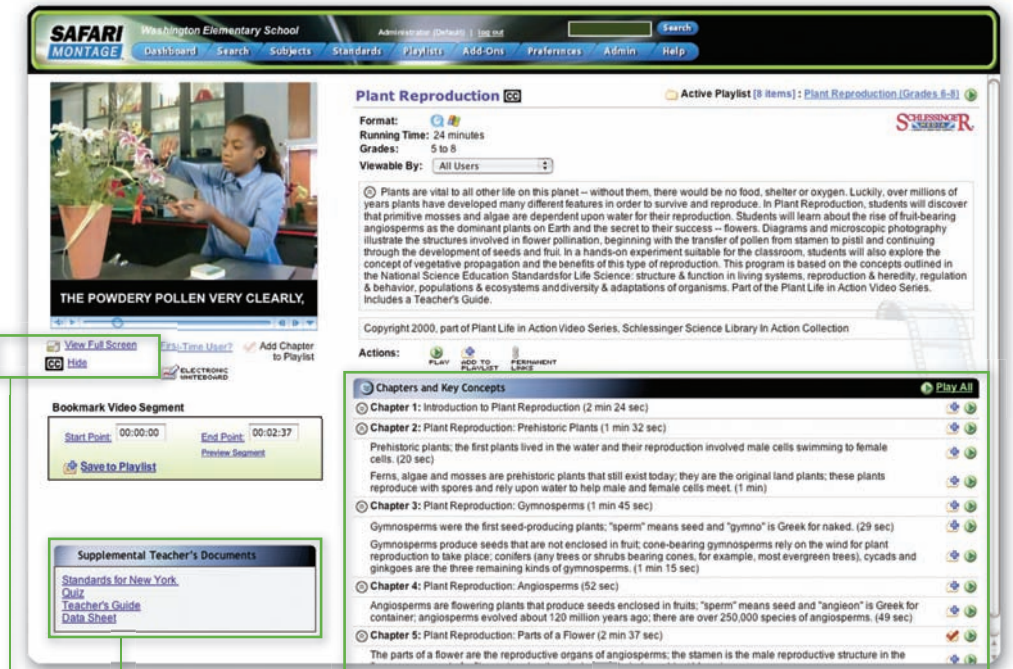 SAFARI
MONTAGE
Washington Elementary School
Administrator (Default) | log out
Search
Dashboard Search Subjects Standards Playlists Add-Ons Preferences Admin Help
THE POWDERY POLLEN VERY CLEARLY,
View Full Screen
CC Hide
First-Time User?
ELECTRONIC
WHITEBOARD
Add Chapter
to Playlist
Bookmark Video Segment
Start Point: 00:00:00 End Point: 00:02:37
Preview Segment
Save to Playlist
Supplemental Teacher's Documents
Standards for New York
Quiz
Teacher's Guide
Data Sheet
Plant Reproduction CC
Active Playlist [8 items] : Plant Reproduction (Grades 6-8)
SCHLESSINGER
MEDIA
Format:
Running Time: 24 minutes
Grades: 5 to 8
Viewable By: All Users
Plants are vital to all other life on this planet -- without them, there would be no food, shelter or oxygen. Luckily, over millions of
years plants have developed many different features in order to survive and reproduce. In Plant Reproduction, students will discover
that primitive mosses and algae are dependent upon water for their reproduction. Students will learn about the rise of fruit-bearing
angiosperms as the dominant plants on Earth and the secret to their success -- flowers. Diagrams and microscopic photography
illustrate the structures involved in flower pollination, beginning with the transfer of pollen from stamen to pistil and continuing
through the development of seeds and fruit. In a hands-on experiment suitable for the classroom, students will also explore the
concept of vegetative propagation and the benefits of this type of reproduction. This program is based on the concepts outlined in
the National Science Education Standardsfor Life Science: structure & function in living systems, reproduction & heredity, regulation
& behavior, populations & ecosystems anddiversity & adaptations of organisms. Part of the Plant Life in Action Video Series.
Includes a Teacher's Guide.
Copyright 2000, part of Plant Life in Action Video Series, Schlessinger Science Library In Action Collection
Actions:
PLAY
ADD TO
PLAYLIST
PERMANENT
LINKS
Chapters and Key Concepts Play All
Chapter 1: Introduction to Plant Reproduction (2 min 24 sec)
Chapter 2: Plant Reproduction: Prehistoric Plants (1 min 32 sec)
Prehistoric plants; the first plants lived in the water and their reproduction involved male cells swimming to female
cells. (20 sec)
Ferns, algae and mosses are prehistoric plants that still exist today; they are the original land plants; these plants
reproduce with spores and rely upon water to help male and female cells meet. (1 min)
Chapter 3: Plant Reproduction: Gymnosperms (1 min 45 sec)
Gymnosperms were the first seed-producing plants; "sperm" means seed and "gymno" is Greek for naked. (29 sec)
Gymnosperms produce seeds that are not enclosed in fruit; cone-bearing gymnosperms rely on the wind for plant
reproduction to take place; conifers (any trees or shrubs bearing cones, for example, most evergreen trees), cycads and
ginkgoes are the three remaining kinds of gymnosperms. (1 min 15 sec)
Chapter 4: Plant Reproduction: Angiosperms (52 sec)
Angiosperms are flowering plants that produce seeds enclosed in fruits; "sperm" means seed and "angieon" is Greek for
container; angiosperms evolved about 120 million years ago; there are over 250,000 species of angiosperms. (49 sec)
Chapter 5: Plant Reproduction: Parts of a Flower (2 min 37 sec)
The parts of a flower are the reproductive organs of angiosperms; the stamen is the male reproductive structure in the